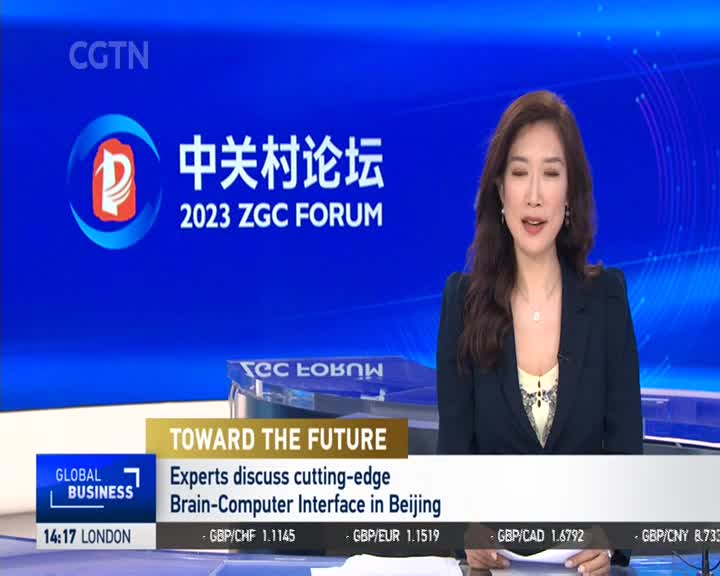 CGTN
中关村论坛
2023 ZGC FORUM
ZGC FORUM
TOWARD THE FUTURE
GLOBAL BUSINESS
Experts discuss cutting-edge
Brain-Computer Interface in Beijing
14:17 LONDON
- GBP/CHF 1.1145 - GBP/EUR 1.1519 - GBP/CAD 1.6792 - GBP/CNY 8.733